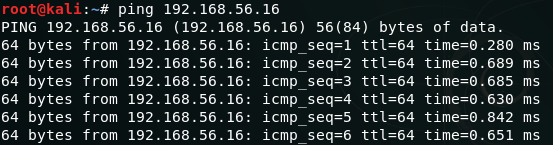 root@kali:~# ping 192.168.56.16
PING 192.168.56.16 (192.168.56.16) 56(84) bytes of data.
64 bytes from 192.168.56.16: icmp_seq=1 ttl=64 time=0.280 ms
64 bytes from 192.168.56.16: icmp_seq=2 ttl=64 time=0.689 ms
64 bytes from 192.168.56.16: icmp_seq=3 ttl=64 time=0.685 ms
64 bytes from 192.168.56.16: icmp_seq=4 ttl=64 time=0.630 ms
64 bytes from 192.168.56.16: icmp_seq=5 ttl=64 time=0.842 ms
64 bytes from 192.168.56.16: icmp_seq=6 ttl=64 time=0.651 ms